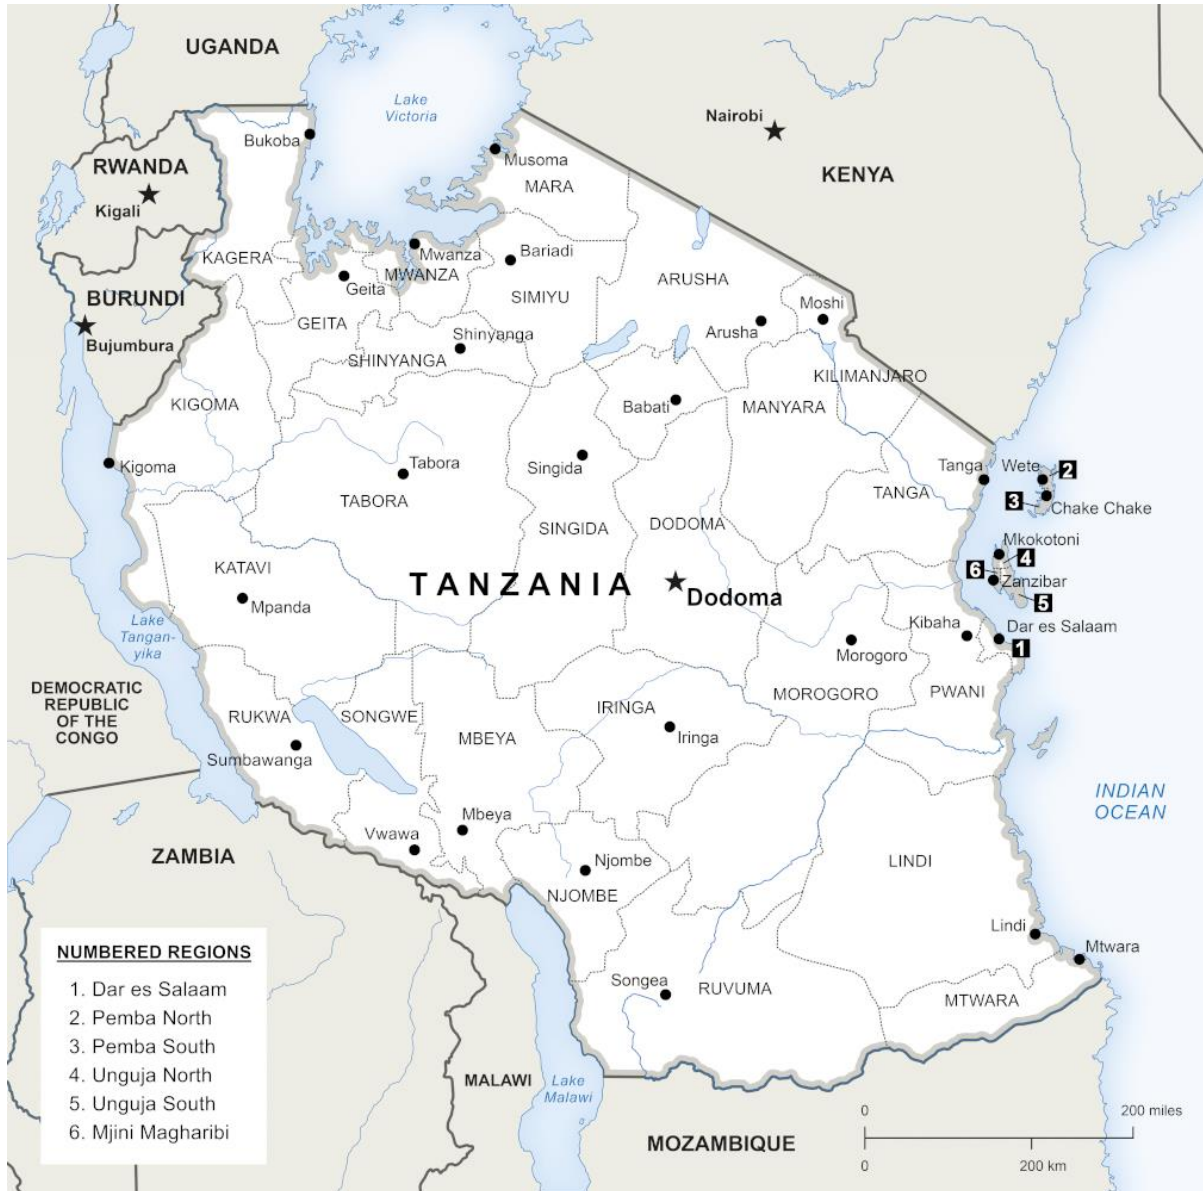 UGANDA
Lake
Victoria
Nairobi
KENYA
Bukoba
Musoma
RWANDA
Kigali
MARA
KAGERA
Mwanza
Bariadi
MWANZA
Geita
ARUSHA
BURUNDI
SIMIYU
Moshi
GEITA
Arusha
Bujumbura
Shinyanga
SHINYANGA
KILIMANJARO
KIGOMA
Babati
MANYARA
Kigoma
Tabora
Singida
Tanga
Wete
2
TABORA
TANGA
3
Chake Chake
SINGIDA
DODOMA
Mkokotoni
4
KATAVI
6
Zanzibar
TANZANIA
Dodoma
Mpanda
5
Lake
Tangan-
yika
Kibaha
Dar es Salaam
1
Morogoro
DEMOCRATIC
REPUBLIC
OF THE
CONGO
MOROGORO
PWANI
RUKWA
SONGWE
IRINGA
MBEYA
Iringa
Sumbawanga
INDIAN
OCEAN
Mbeya
Vwawa
ZAMBIA
Njombe
LINDI
NJOMBE
Lindi
Mtwara
Songea
RUVUMA
MTWARA
NUMBERED REGIONS
1. Dar es Salaam
2. Pemba North
3. Pemba South
4. Unguja North
5. Unguja South
6. Mjini Magharibi
MALAWI
Lake
Malawi
MOZAMBIQUE
0
200 miles
0
200 km